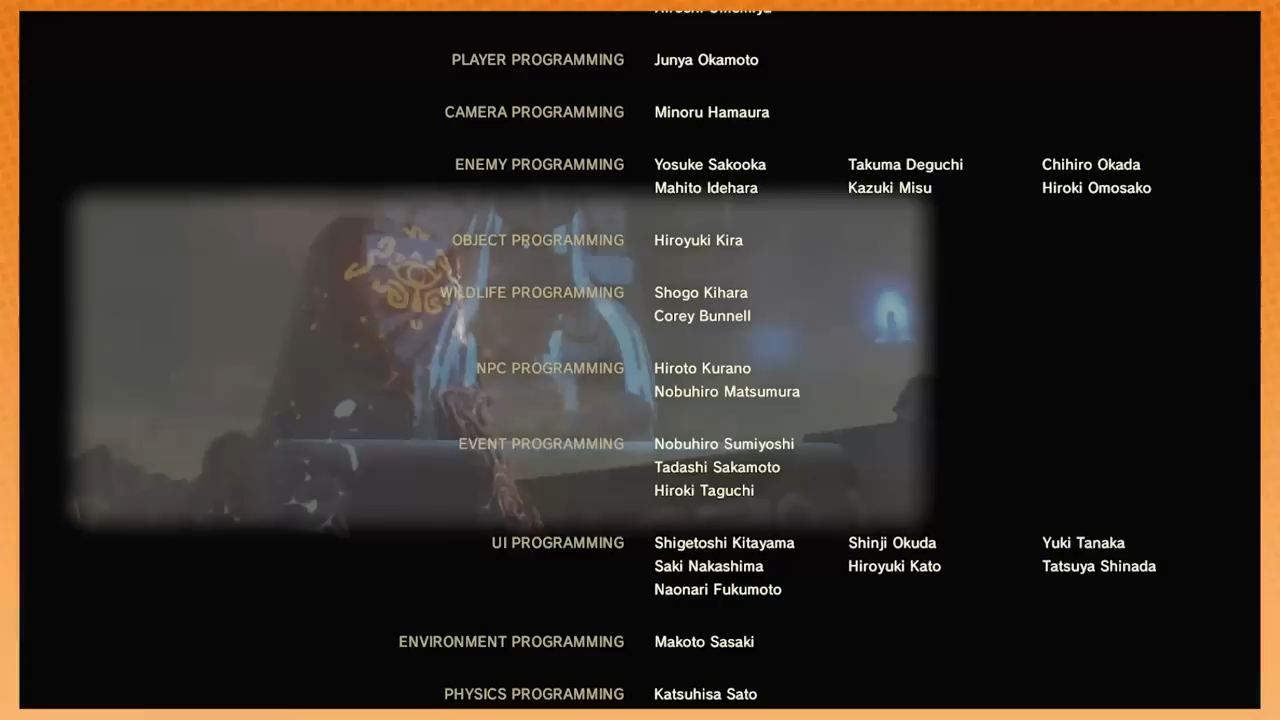 PLAYER PROGRAMMING Junya Okamoto
CAMERA PROGRAMMING Minoru Hamaura
ENEMY PROGRAMMING Yosuke Sakooka Takuma Deguchi Chihiro Okada
Mahito Idehara Kazuki Misu Hiroki Omosako
OBJECT PROGRAMMING Hiroyuki Kira
WILDLIFE PROGRAMMING Shogo Kihara
Corey Bunnell
NPC PROGRAMMING Hiroto Kurano
Nobuhiro Matsumura
EVENT PROGRAMMING Nobuhiro Sumiyoshi
Tadashi Sakamoto
Hiroki Taguchi
UI PROGRAMMING Shigetoshi Kitayama Shinji Okuda Yuki Tanaka
Saki Nakashima Hiroyuki Kato Tatsuya Shinada
Naonari Fukumoto
ENVIRONMENT PROGRAMMING Makoto Sasaki
PHYSICS PROGRAMMING Katsuhisa Sato